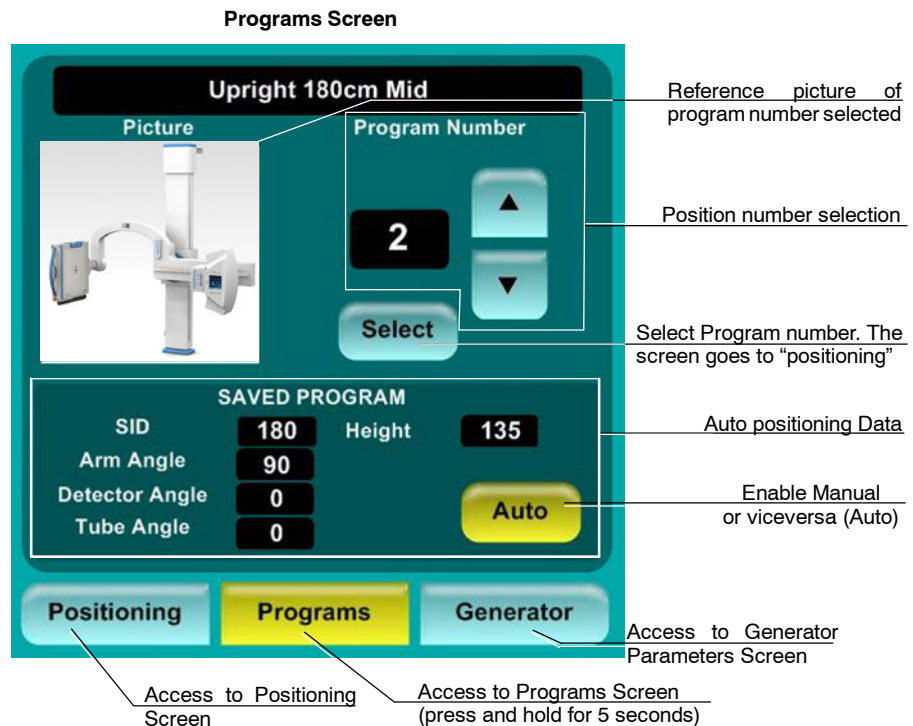 Programs Screen
Upright 180cm Mid
Picture
Program Number
Reference picture of
program number selected
2
▲
▼
Position number selection
Select
Select Program number. The
screen goes to “positioning”
SAVED PROGRAM
SID 180 Height 135
Arm Angle 90
Detector Angle 0
Tube Angle 0
Auto
Auto positioning Data
Enable Manual
or viceversa (Auto)
Positioning
Programs
Generator
Access to Generator
Parameters Screen
Access to Positioning
Screen
Access to Programs Screen
(press and hold for 5 seconds)